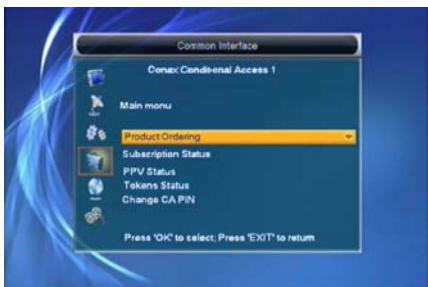 Common Interface
Conax Conditional Access 1
Main menu
Product Ordering
Subscription Status
PPV Status
Tokens Status
Change CA PIN
Press 'OK' to select; Press 'EXIT' to return